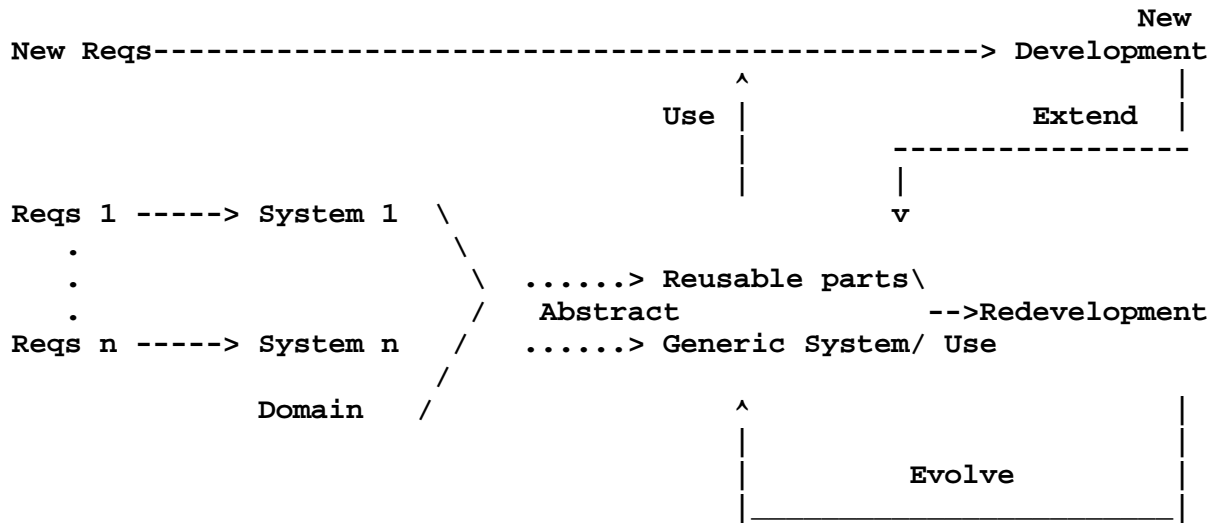 New
New Reqs-----------------------------------------------> Development
^ |
Use | Extend |
| -----------------
| |
Reqs 1 -----> System 1 \ v
. \
. \ ......> Reusable parts\
. / Abstract -->Redevelopment
Reqs n -----> System n / ......> Generic System/ Use
/
Domain / ^ |
| |
| Evolve |
|________________________|